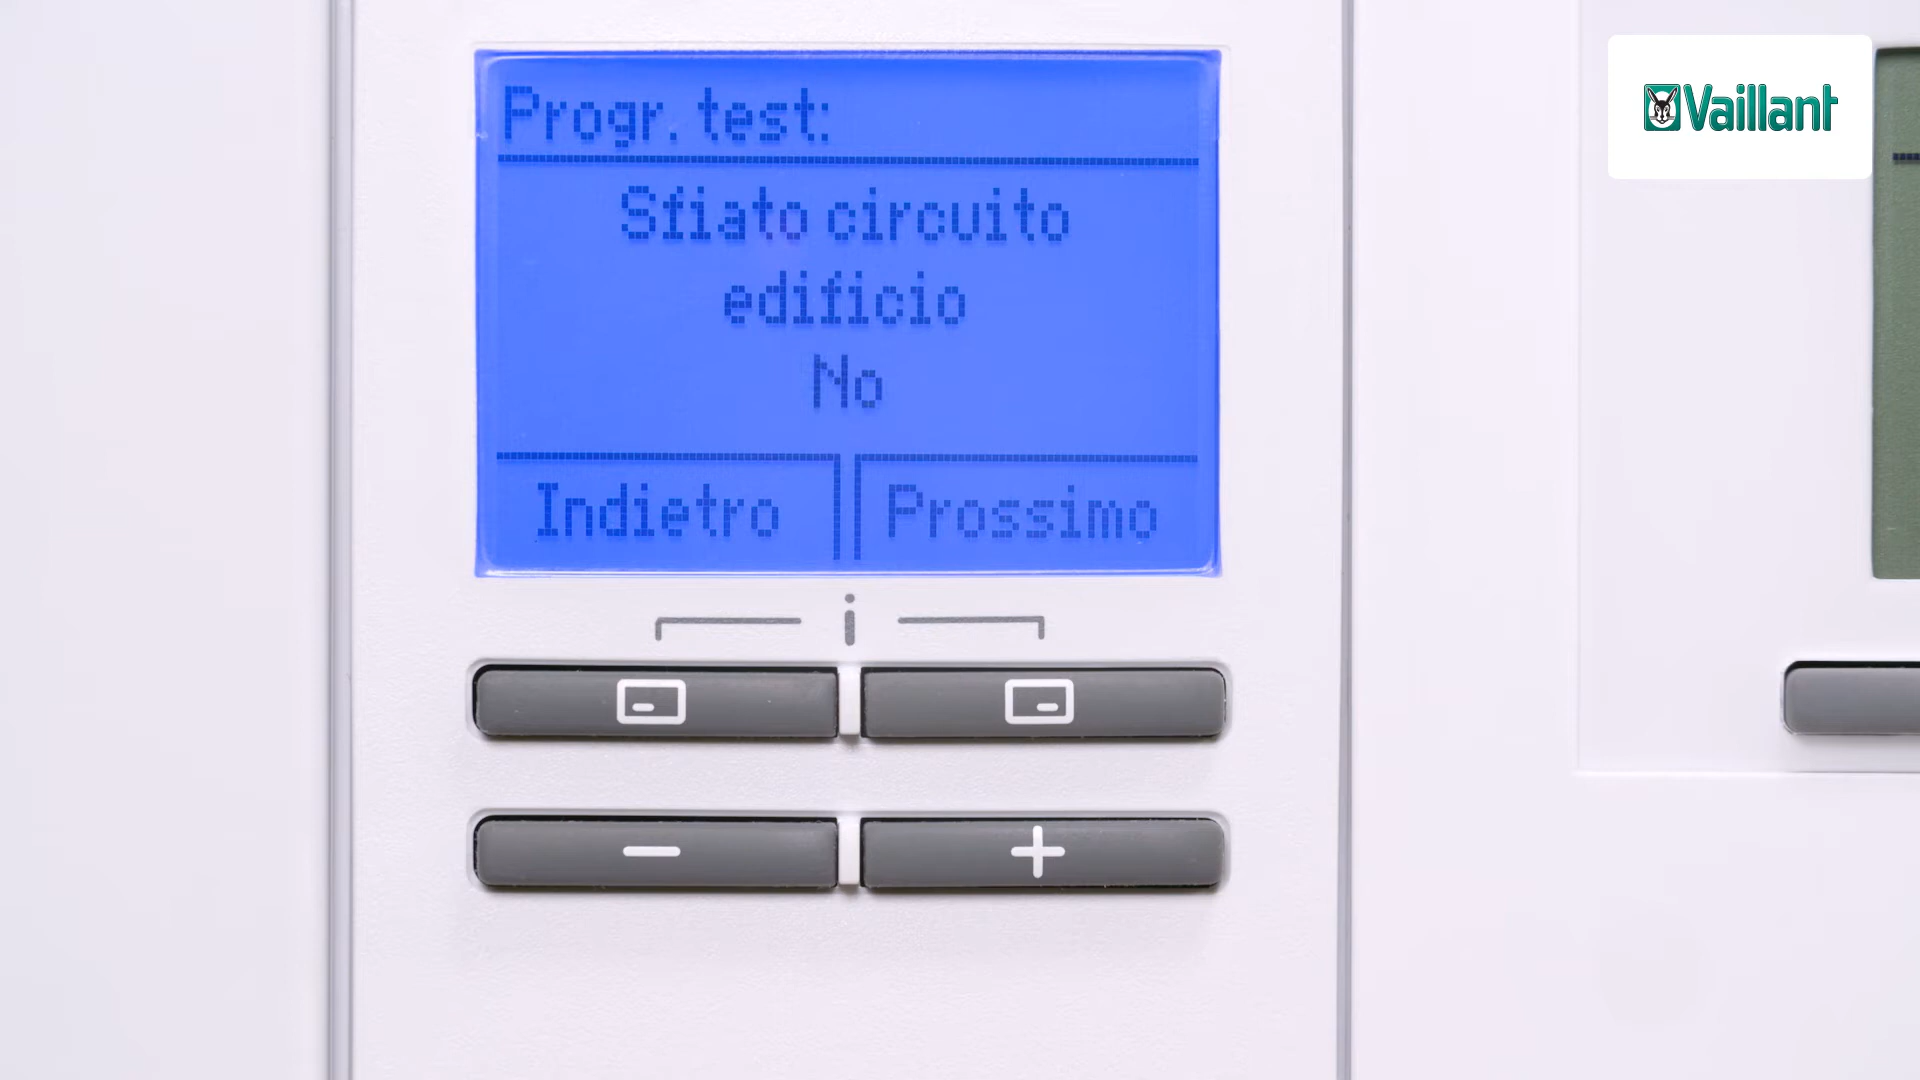 Vaillant
Progr. test:
Sfiato circuito
edificio
No
Indietro
Prossimo
i
− +